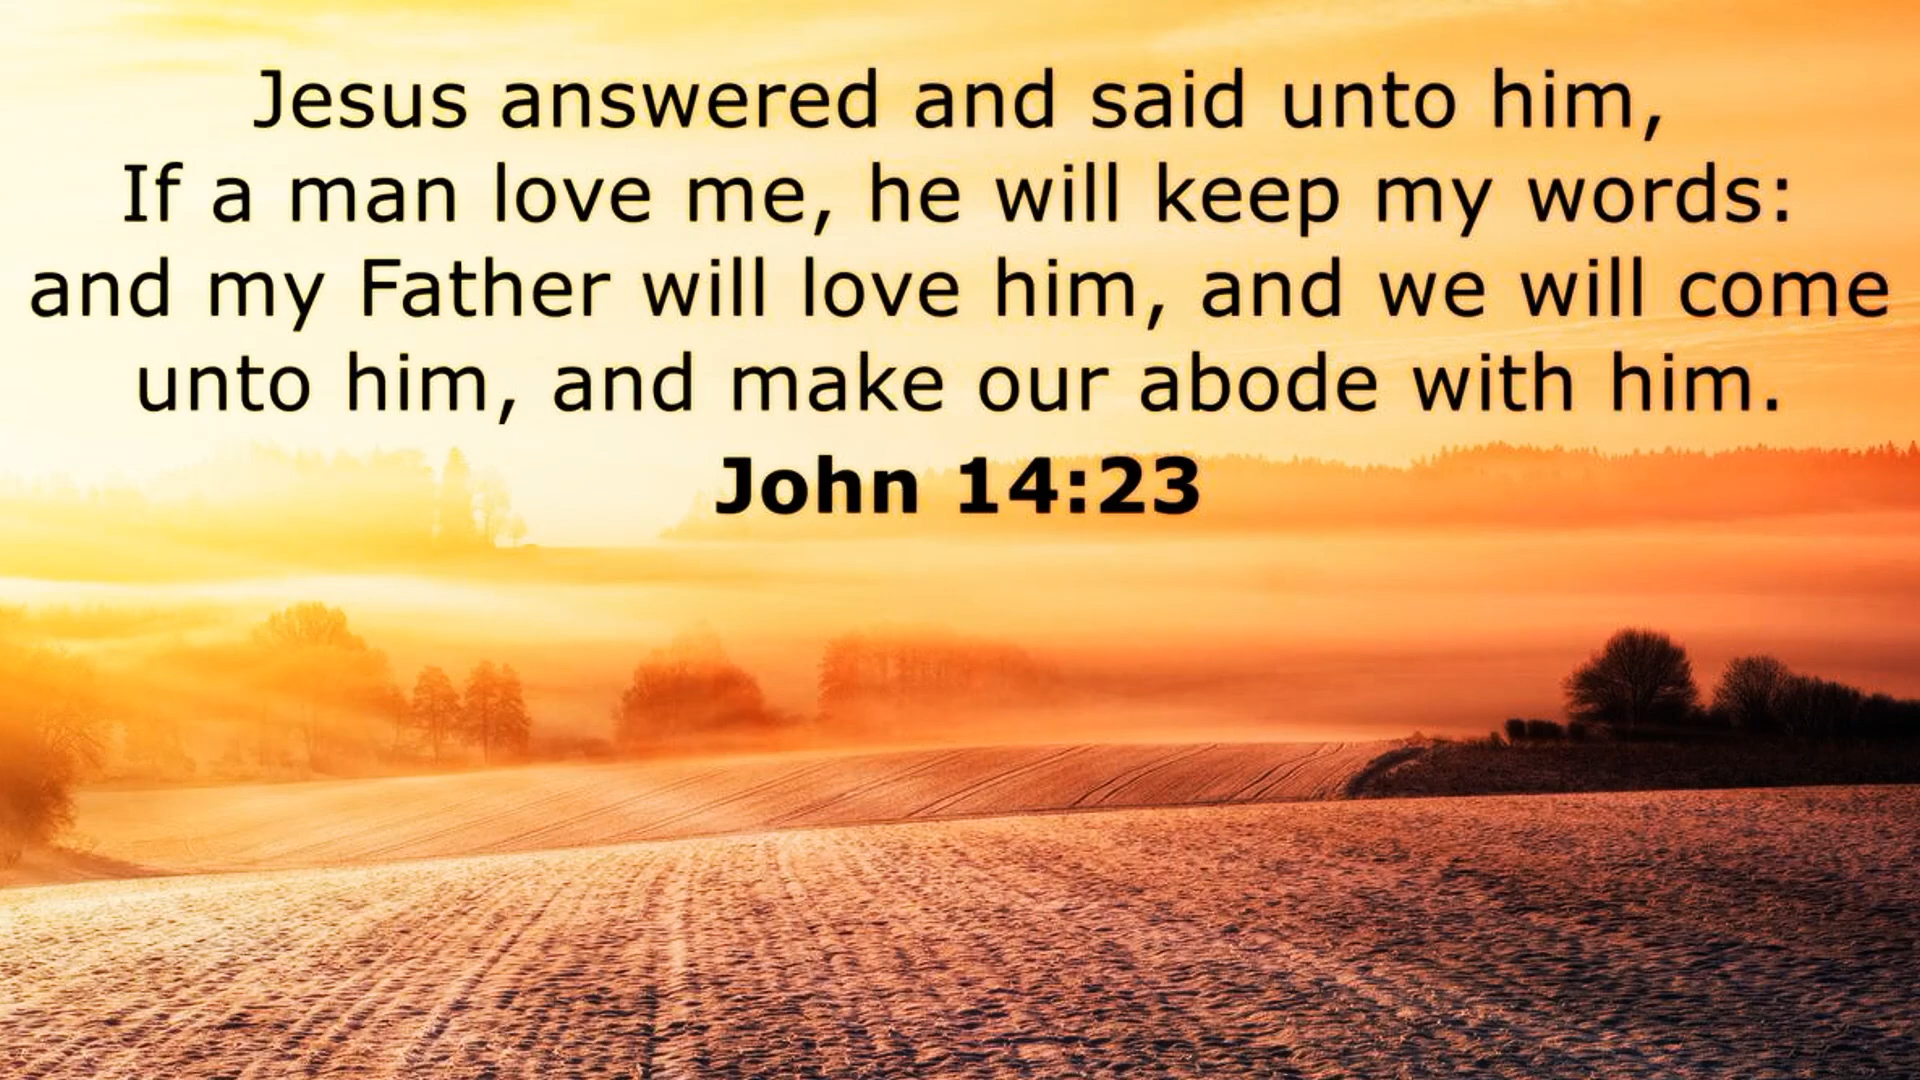 Jesus answered and said unto him,
If a man love me, he will keep my words:
and my Father will love him, and we will come
unto him, and make our abode with him.
John 14:23